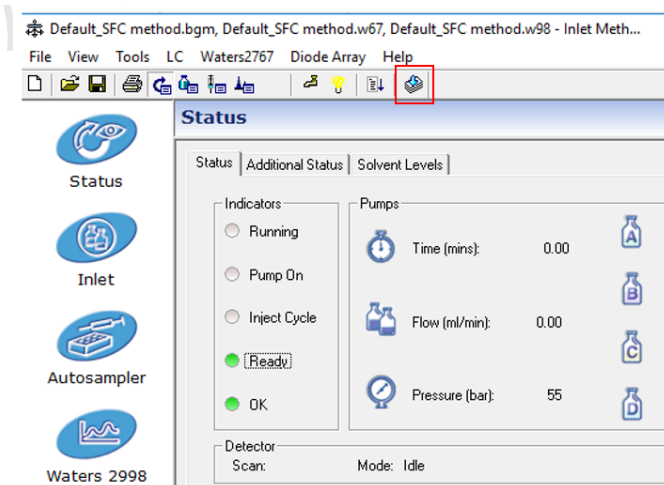 Default_SFC method.bgm, Default_SFC method.w67, Default_SFC method.w98 - Inlet Meth...
File View Tools LC Waters2767 Diode Array Help
Status
Status Additional Status Solvent Levels
Status
Indicators
Pumps
Running
Time (mins): 0.00
A
Pump On
B
Inlet
Inject Cycle
Flow (ml/min): 0.00
C
Ready
Autosampler
OK
Pressure (bar): 55
D
Detector
Scan: Mode: Idle
Waters 2998